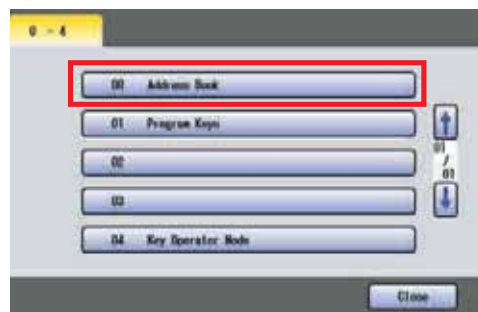 0 - 4
00 Address Book
01 Program Keys
02
03
04 Key Operator Mode
01
/
01
Close